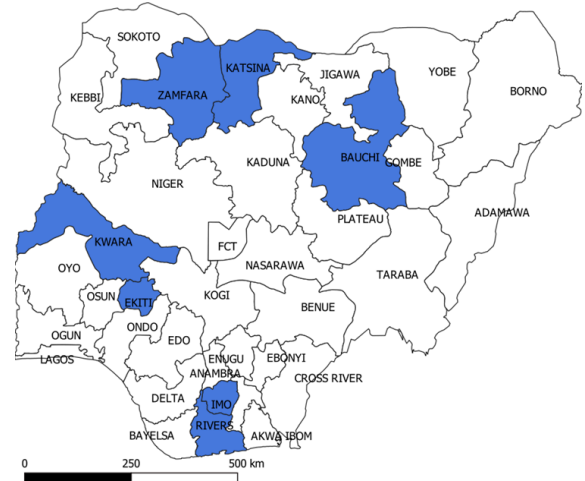 SOKOTO
KATSINA
JIGAWA
YOBE
ZAMFARA
KEBBI
KANO
BORNO
BAUCHI
GOMBE
KADUNA
NIGER
ADAMAWA
PLATEAU
KWARA
FCT
NASARAWA
TARABA
OYO
OSUN
EKITI
KOGI
BENUE
ONDO
OGUN
EDO
LAGOS
ENUGU
EBONYI
ANAMBRA
CROSS RIVER
DELTA
IMO
RIVERS
BAYELSA
AKWA IBOM
0 250 500 km